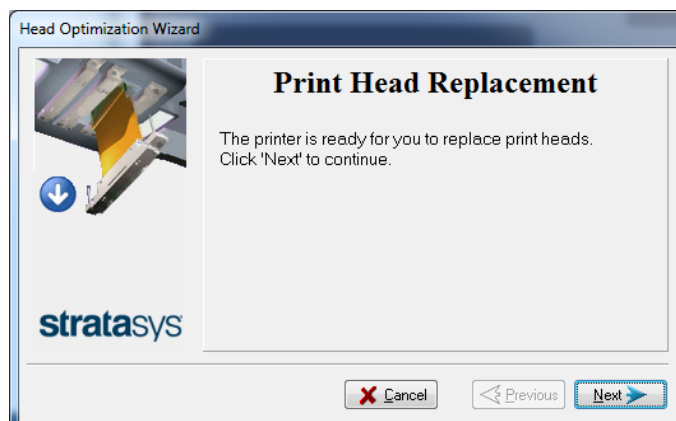 Head Optimization Wizard
Print Head Replacement
The printer is ready for you to replace print heads.
Click 'Next' to continue.
stratasys
Cancel
Previous
Next